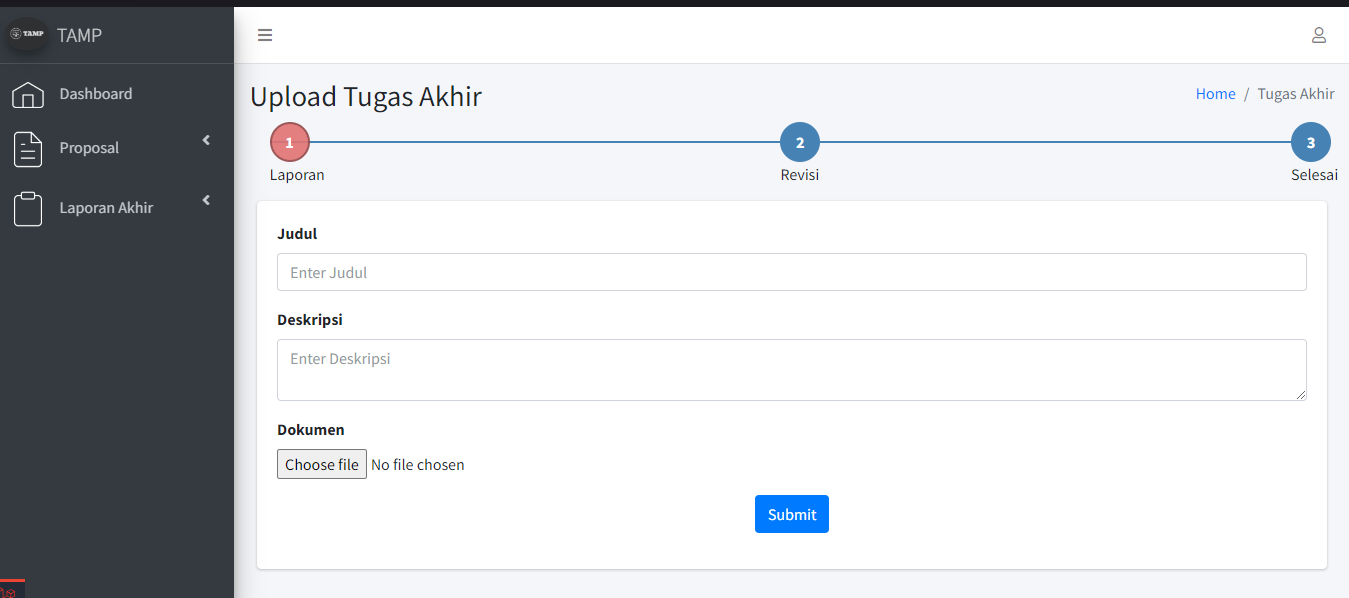 TAMP TAMP
Dashboard
Proposal
Laporan Akhir
Upload Tugas Akhir
Home / Tugas Akhir
1 2 3
Laporan Revisi Selesai
Judul
Enter Judul
Deskripsi
Enter Deskripsi
Dokumen
Choose file No file chosen
Submit